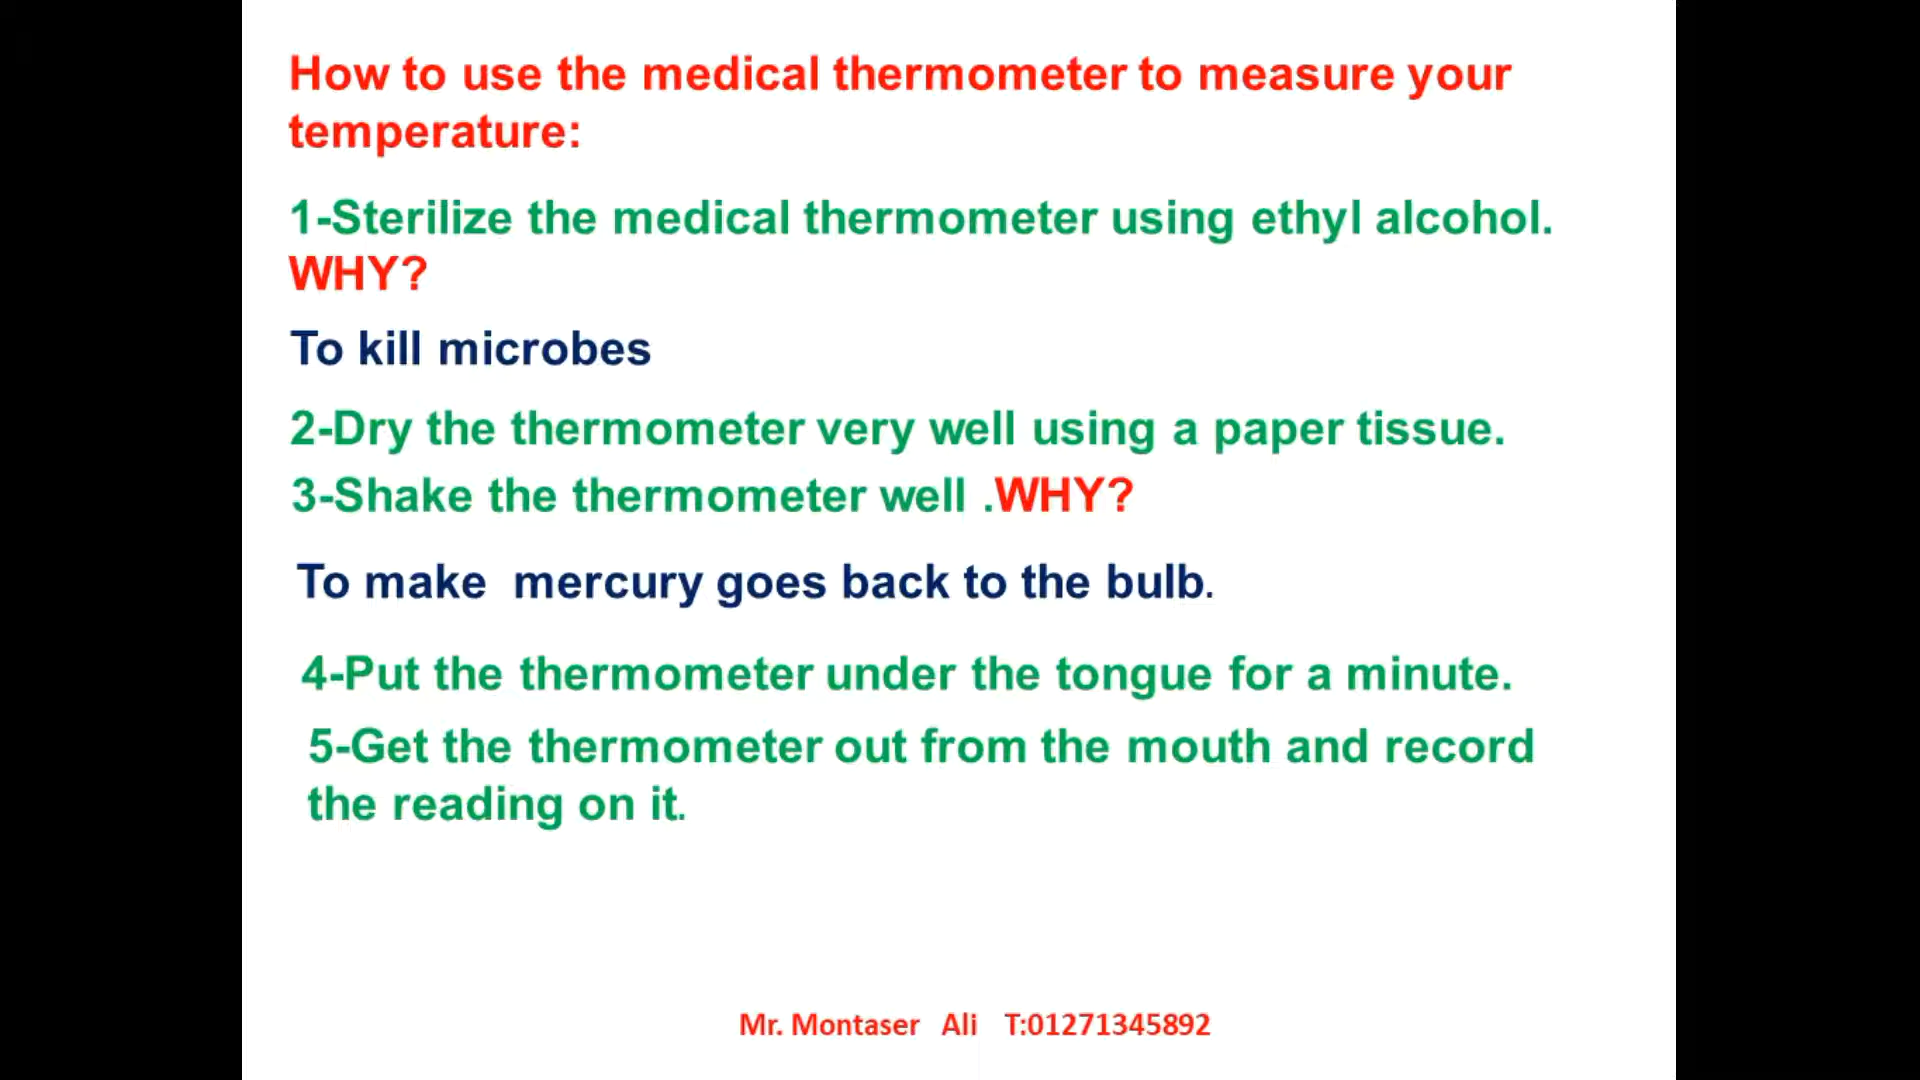 How to use the medical thermometer to measure your
temperature:
1-Sterilize the medical thermometer using ethyl alcohol.
WHY?
To kill microbes
2-Dry the thermometer very well using a paper tissue.
3-Shake the thermometer well .WHY?
To make mercury goes back to the bulb.
4-Put the thermometer under the tongue for a minute.
5-Get the thermometer out from the mouth and record
the reading on it.
Mr. Montaser Ali T:01271345892